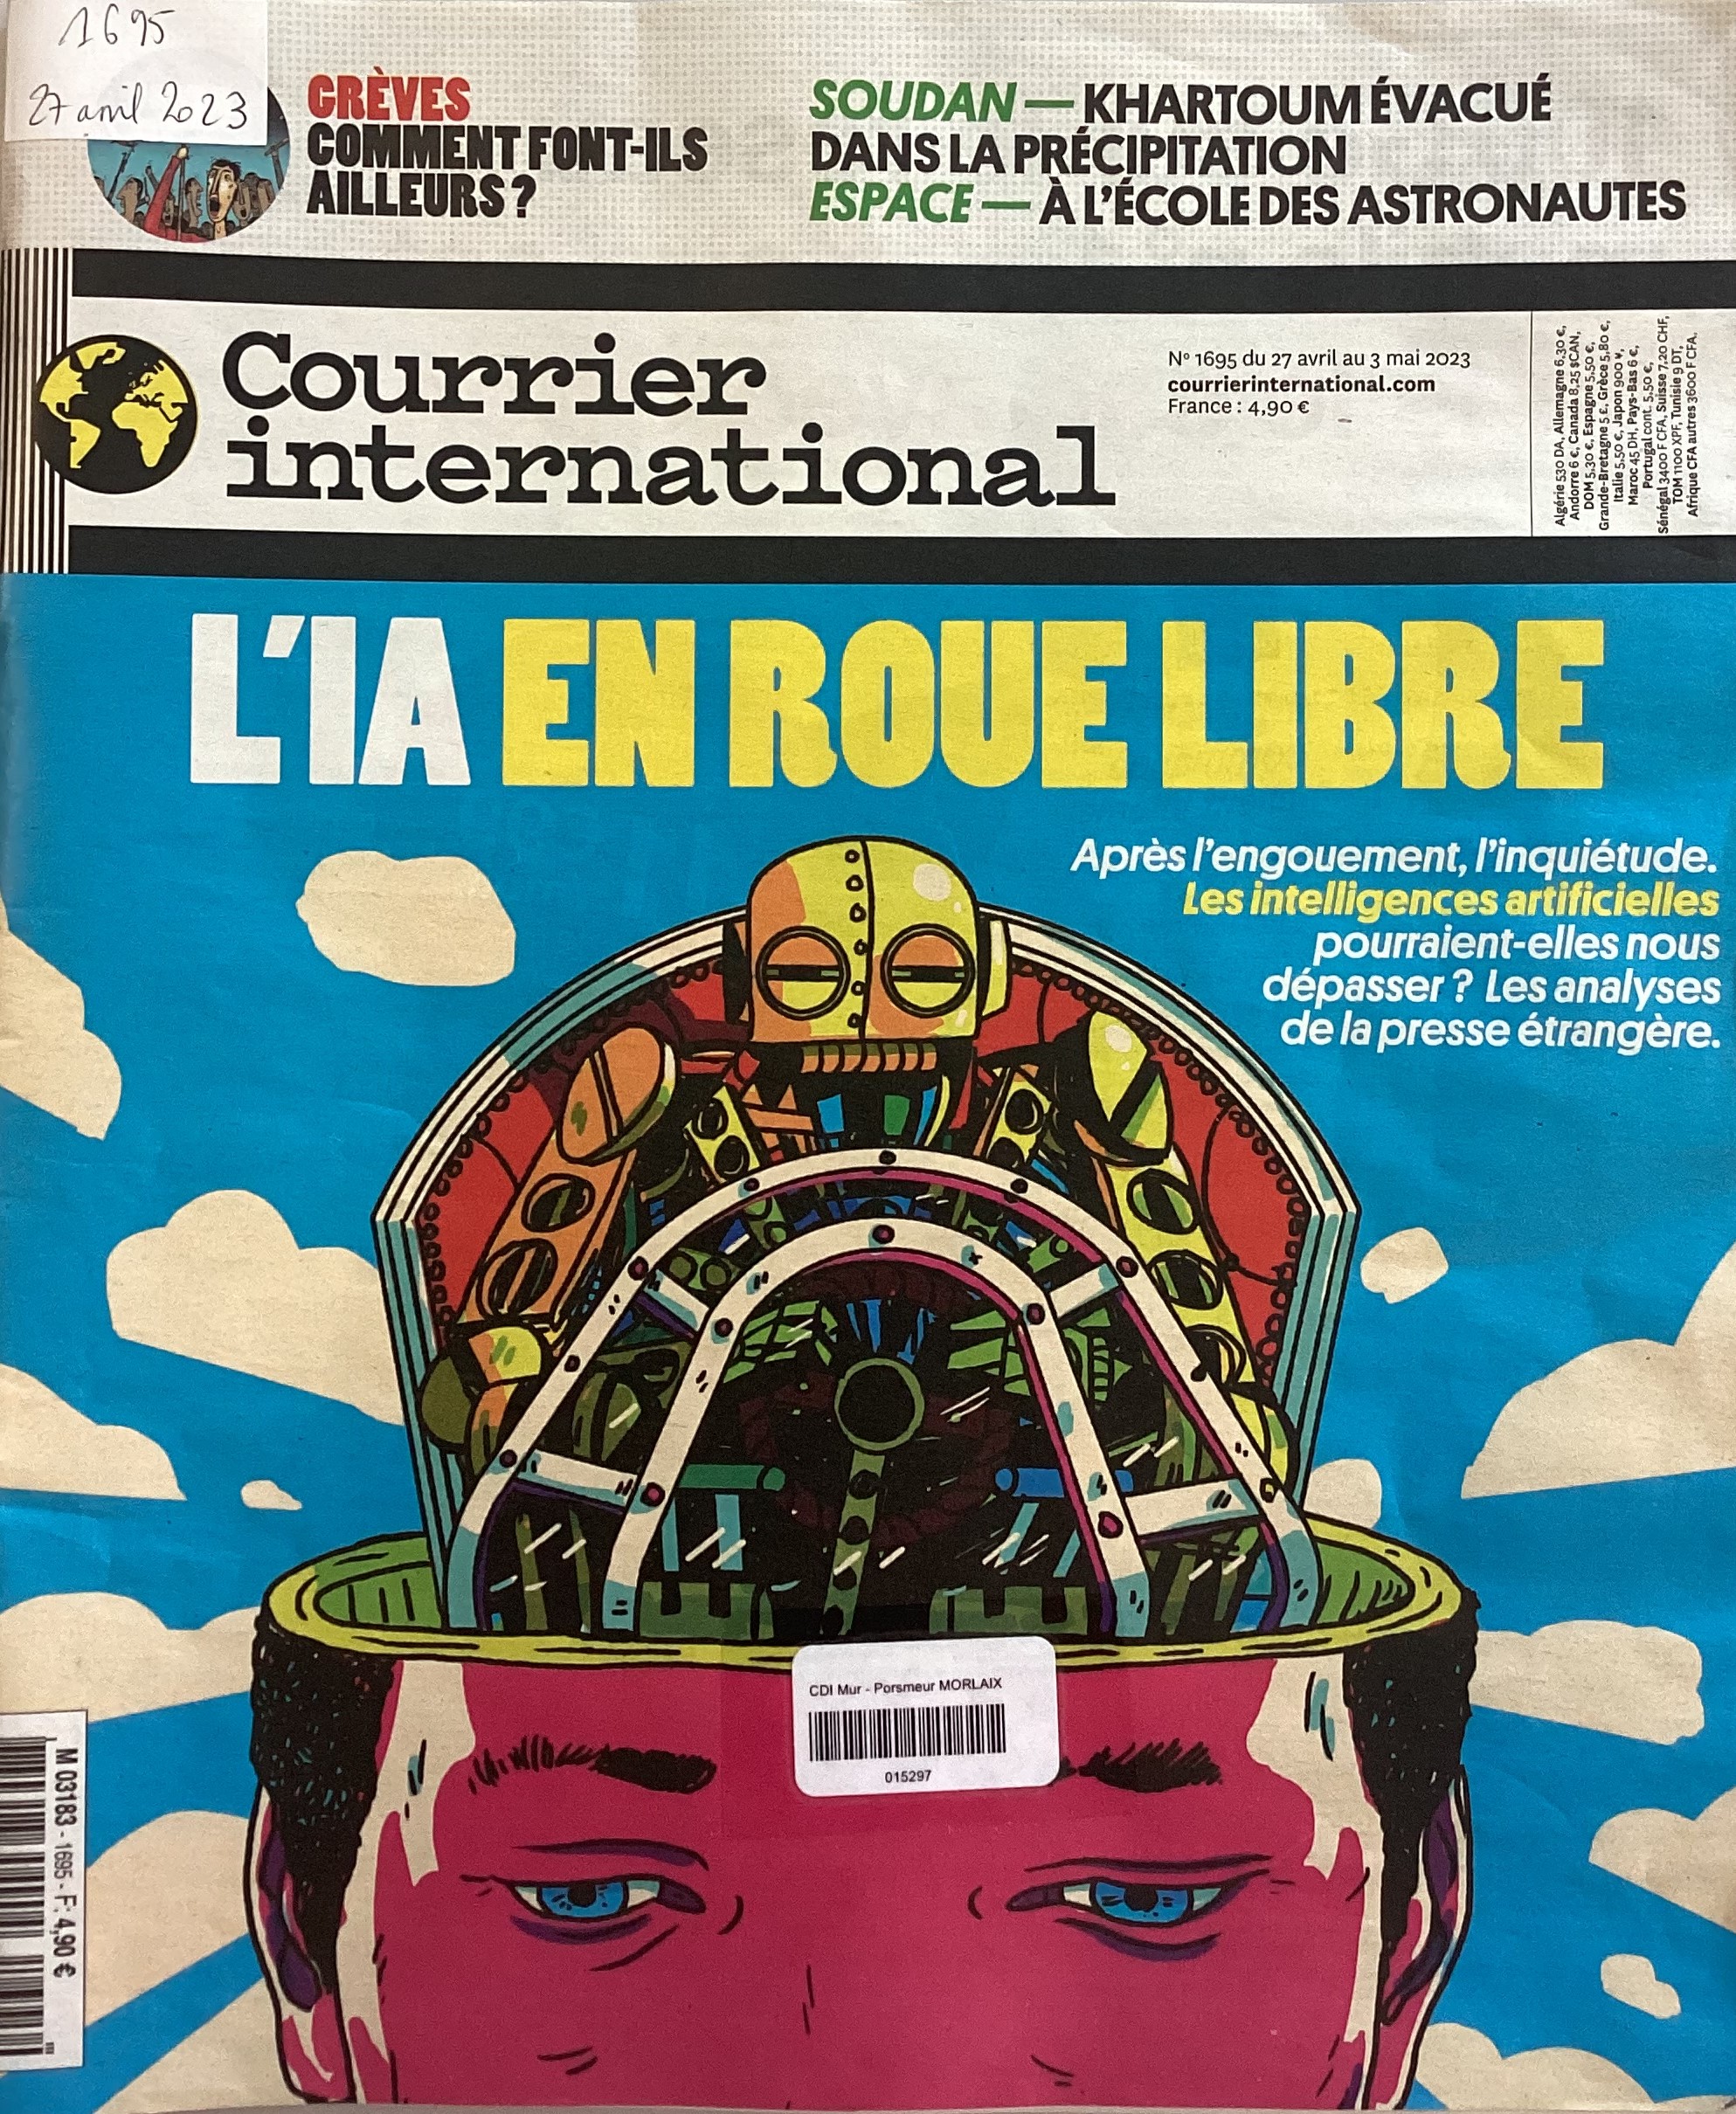 1695
27 avril 2023
GRÈVES
COMMENT FONT-ILS
AILLEURS ?
SOUDAN — KHARTOUM ÉVACUÉ
DANS LA PRÉCIPITATION
ESPACE — À L'ÉCOLE DES ASTRONAUTES
Courrier
international
Nº 1695 du 27 avril au 3 mai 2023
courrierinternational.com
France : 4,90 €
Algérie 530 DA, Allemagne 6,30 €,
Andorre 6 €, Canada 8,25 $CAN,
DOM 5,30 €, Espagne 5,50 €,
Grande-Bretagne 5 £, Grèce 5,80 €,
Italie 5,50 €, Japon 900 ¥,
Maroc 45 DH, Pays-Bas 6 €,
Portugal cont. 5,50 €,
Sénégal 3400 F CFA, Suisse 7,20 CHF,
TOM 1100 XPF, Tunisie 9 DT,
Afrique CFA autres 3600 F CFA.
L'IA EN ROUE LIBRE
Après l'engouement, l'inquiétude.
Les intelligences artificielles
pourraient-elles nous
dépasser ? Les analyses
de la presse étrangère.
CDI Mur - Porsmeur MORLAIX
015297
M 03183 - 1695 - F: 4,90 €